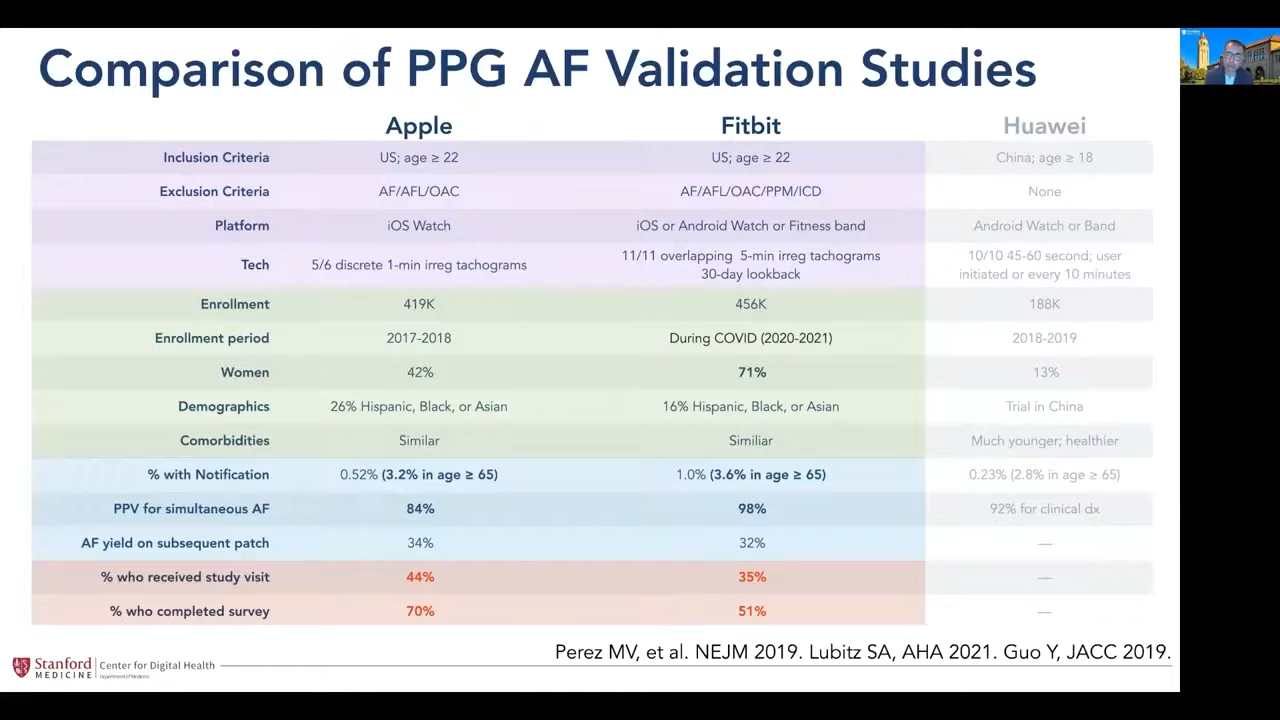 Comparison of PPG AF Validation Studies
Apple Fitbit Huawei
Inclusion Criteria US; age ≥ 22 US; age ≥ 22 China; age ≥ 18
Exclusion Criteria AF/AFL/OAC AF/AFL/OAC/PPM/ICD None
Platform iOS Watch iOS or Android Watch or Fitness band Android Watch or Band
Tech 5/6 discrete 1-min irreg tachograms 11/11 overlapping 5-min irreg tachograms 10/10 45-60 second; user
30-day lookback initiated or every 10 minutes
Enrollment 419K 456K 188K
Enrollment period 2017-2018 During COVID (2020-2021) 2018-2019
Women 42% 71% 13%
Demographics 26% Hispanic, Black, or Asian 16% Hispanic, Black, or Asian Trial in China
Comorbidities Similar Similiar Much younger; healthier
% with Notification 0.52% (3.2% in age ≥ 65) 1.0% (3.6% in age ≥ 65) 0.23% (2.8% in age ≥ 65)
PPV for simultaneous AF 84% 98% 92% for clinical dx
AF yield on subsequent patch 34% 32% —
% who received study visit 44% 35% —
% who completed survey 70% 51% —
Perez MV, et al. NEJM 2019. Lubitz SA, AHA 2021. Guo Y, JACC 2019.
Stanford
MEDICINE
Center for Digital Health
Department of Medicine